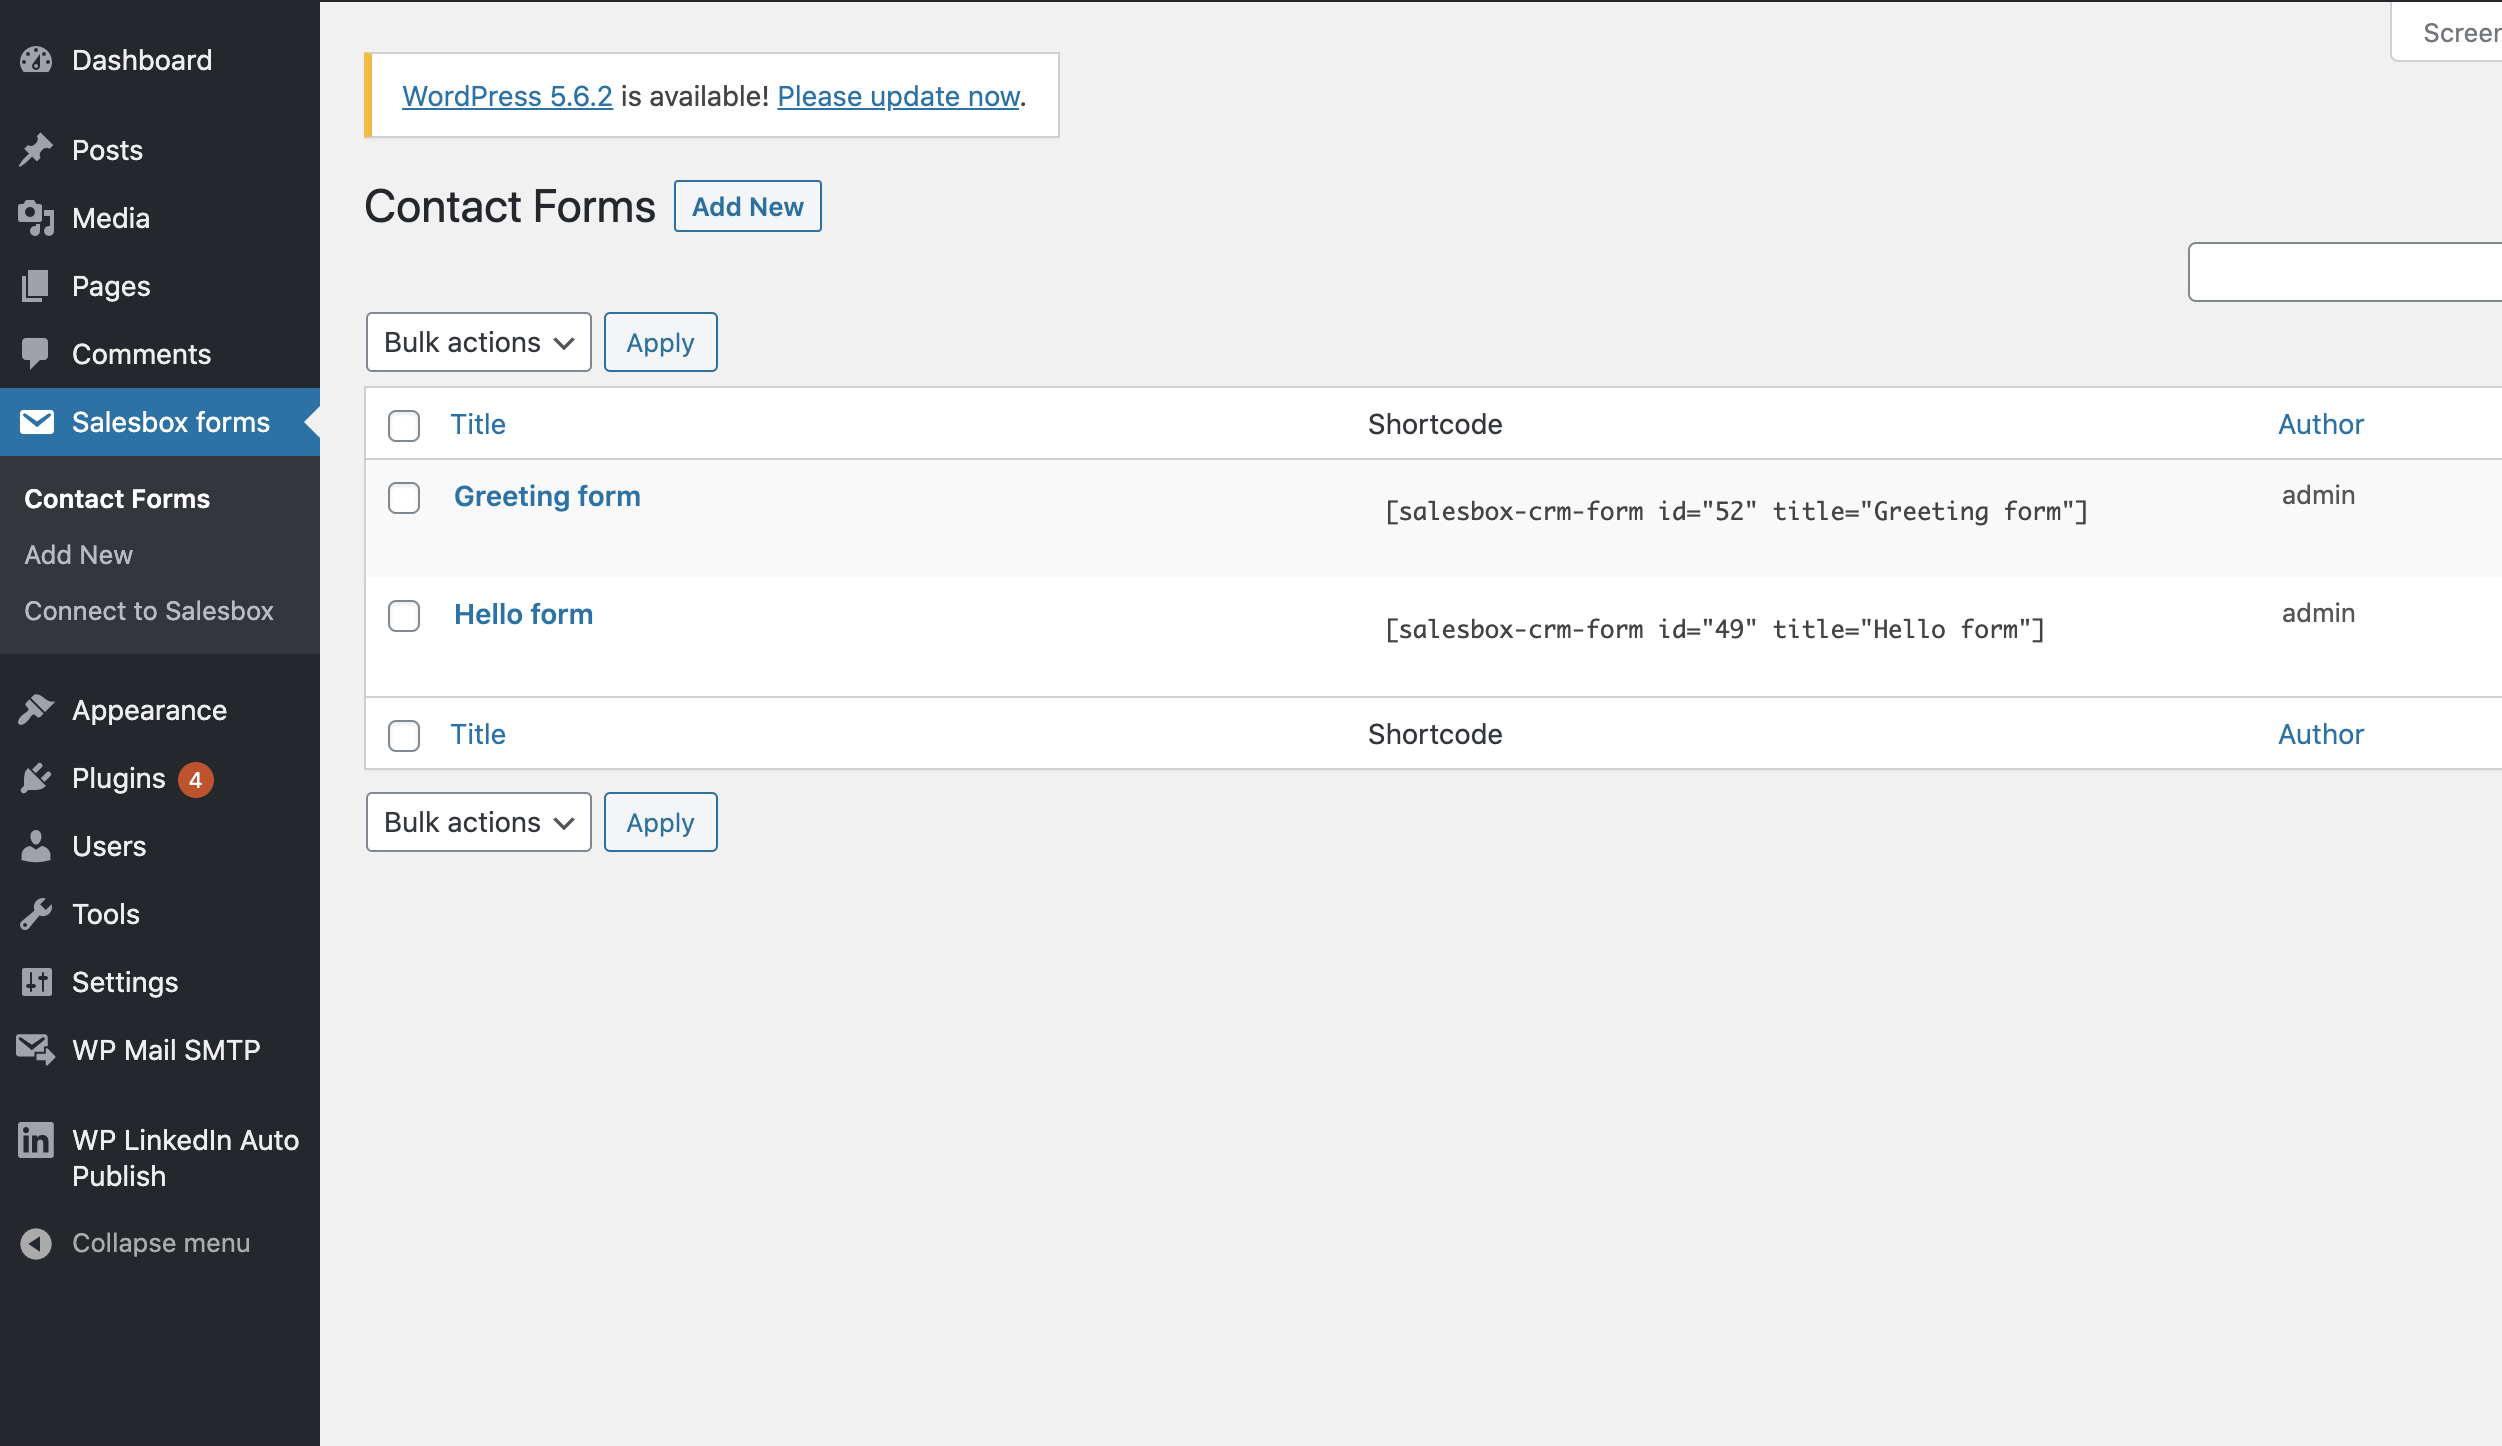 Dashboard
Posts
Media
Pages
Comments
Salesbox forms
Contact Forms
Add New
Connect to Salesbox
Appearance
Plugins 4
Users
Tools
Settings
WP Mail SMTP
WP LinkedIn Auto
Publish
Collapse menu
Screen
WordPress 5.6.2 is available! Please update now.
Contact Forms Add New
Bulk actions Apply
Title Shortcode Author
Greeting form [salesbox-crm-form id="52" title="Greeting form"] admin
Hello form [salesbox-crm-form id="49" title="Hello form"] admin
Title Shortcode Author
Bulk actions Apply